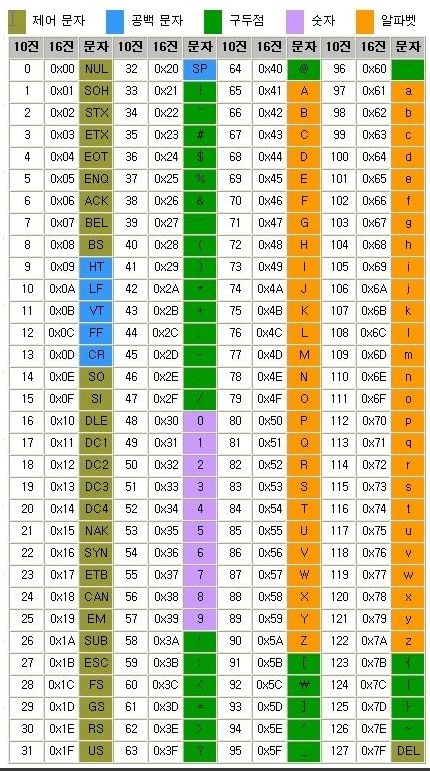 제어 문자 공백 문자 구두점 숫자 알파벳
10진 16진 문자 10진 16진 문자 10진 16진 문자 10진 16진 문자
0 0x00 NUL 32 0x20 SP 64 0x40 @ 96 0x60 `
1 0x01 SOH 33 0x21 ! 65 0x41 A 97 0x61 a
2 0x02 STX 34 0x22 " 66 0x42 B 98 0x62 b
3 0x03 ETX 35 0x23 # 67 0x43 C 99 0x63 c
4 0x04 EOT 36 0x24 $ 68 0x44 D 100 0x64 d
5 0x05 ENQ 37 0x25 % 69 0x45 E 101 0x65 e
6 0x06 ACK 38 0x26 & 70 0x46 F 102 0x66 f
7 0x07 BEL 39 0x27 ' 71 0x47 G 103 0x67 g
8 0x08 BS 40 0x28 ( 72 0x48 H 104 0x68 h
9 0x09 HT 41 0x29 ) 73 0x49 I 105 0x69 i
10 0x0A LF 42 0x2A * 74 0x4A J 106 0x6A j
11 0x0B VT 43 0x2B + 75 0x4B K 107 0x6B k
12 0x0C FF 44 0x2C , 76 0x4C L 108 0x6C l
13 0x0D CR 45 0x2D - 77 0x4D M 109 0x6D m
14 0x0E SO 46 0x2E . 78 0x4E N 110 0x6E n
15 0x0F SI 47 0x2F / 79 0x4F O 111 0x6F o
16 0x10 DLE 48 0x30 0 80 0x50 P 112 0x70 p
17 0x11 DC1 49 0x31 1 81 0x51 Q 113 0x71 q
18 0x12 DC2 50 0x32 2 82 0x52 R 114 0x72 r
19 0x13 DC3 51 0x33 3 83 0x53 S 115 0x73 s
20 0x14 DC4 52 0x34 4 84 0x54 T 116 0x74 t
21 0x15 NAK 53 0x35 5 85 0x55 U 117 0x75 u
22 0x16 SYN 54 0x36 6 86 0x56 V 118 0x76 v
23 0x17 ETB 55 0x37 7 87 0x57 W 119 0x77 w
24 0x18 CAN 56 0x38 8 88 0x58 X 120 0x78 x
25 0x19 EM 57 0x39 9 89 0x59 Y 121 0x79 y
26 0x1A SUB 58 0x3A : 90 0x5A Z 122 0x7A z
27 0x1B ESC 59 0x3B ; 91 0x5B [ 123 0x7B {
28 0x1C FS 60 0x3C < 92 0x5C ₩ 124 0x7C |
29 0x1D GS 61 0x3D = 93 0x5D ] 125 0x7D }
30 0x1E RS 62 0x3E > 94 0x5E ^ 126 0x7E ~
31 0x1F US 63 0x3F ? 95 0x5F _ 127 0x7F DEL